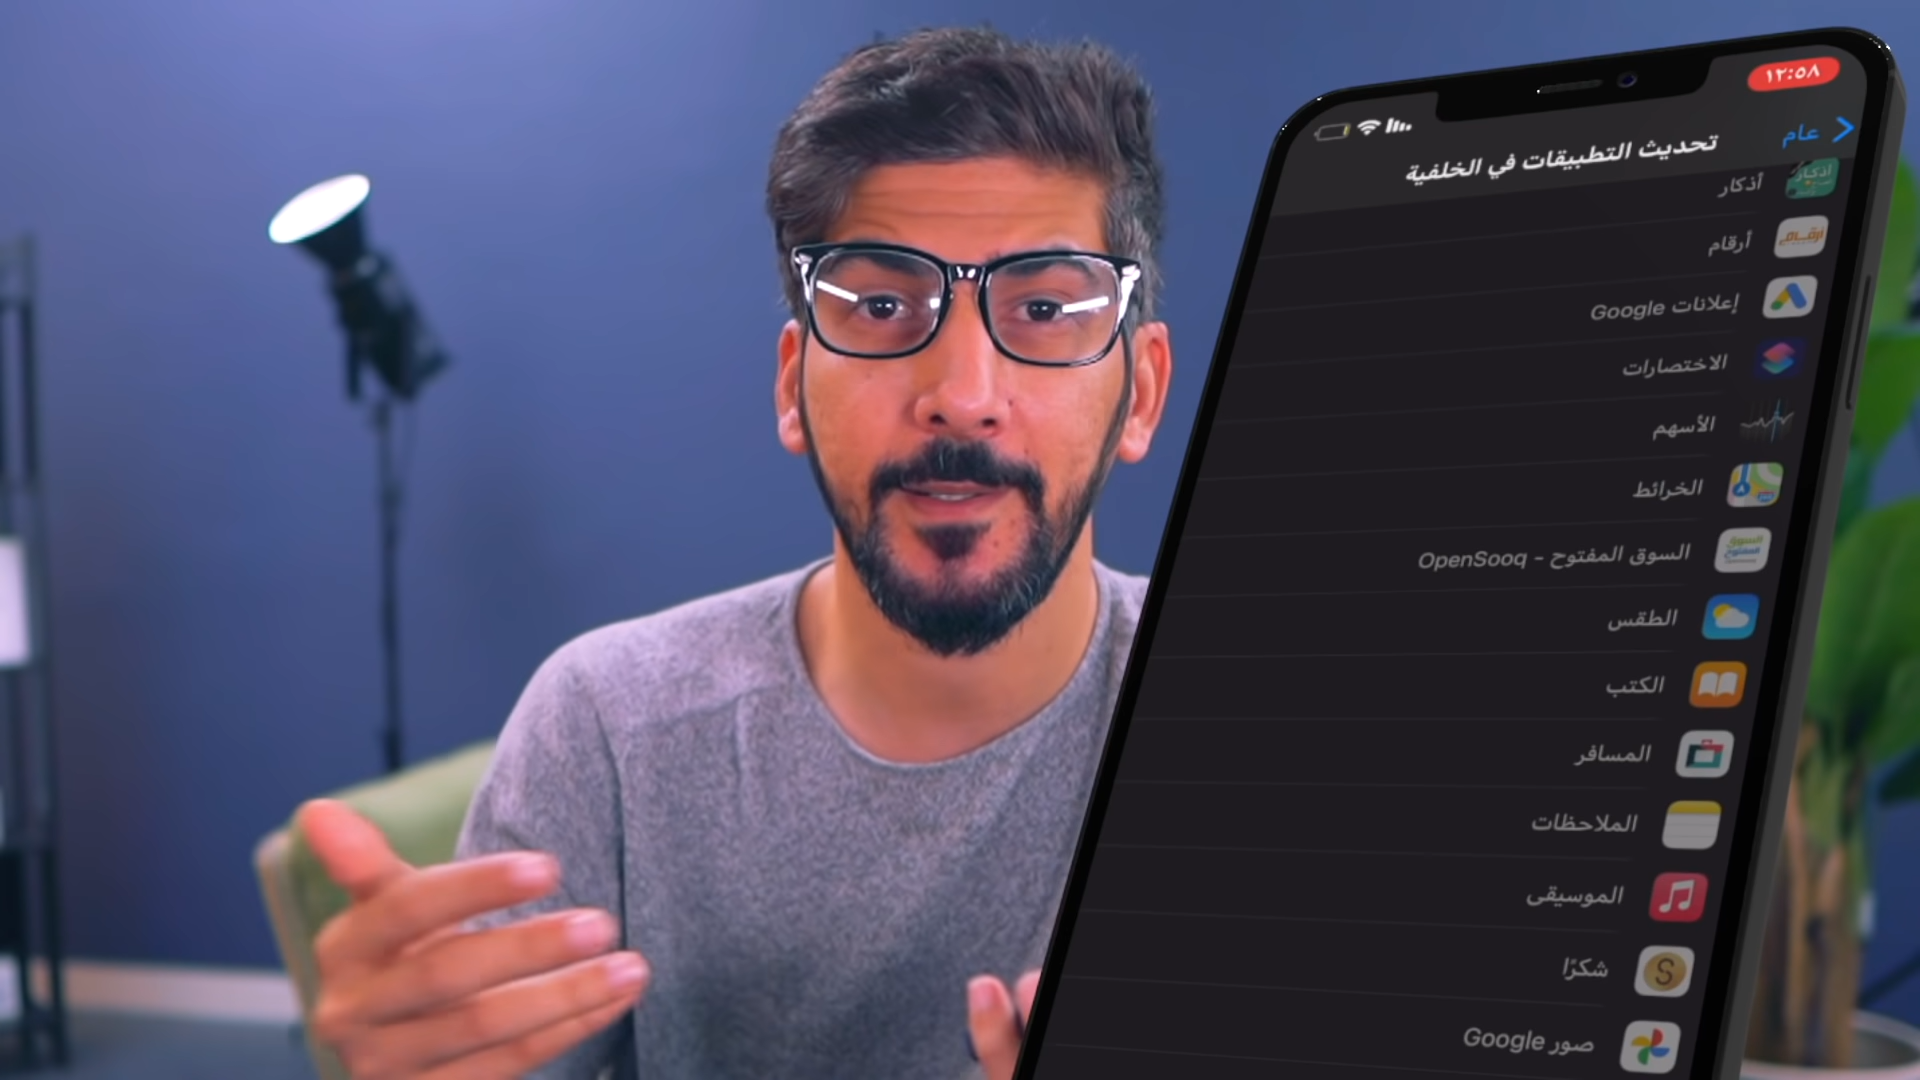 ١٢:٥٨
عام
تحديث التطبيقات في الخلفية
أذكار
أرقام
إعلانات Google
الاختصارات
الأسهم
الخرائط
السوق المفتوح - OpenSooq
الطقس
الكتب
المسافر
الملاحظات
الموسيقى
شكرًا
صور Google